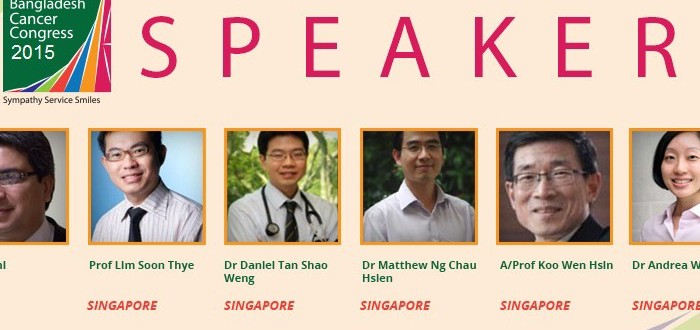 Bangladesh
Cancer
Congress
2015
Sympathy Service Smiles
SPEAKER
Prof LIm Soon Thye
Dr DanIel Tan Shao
Weng
Dr Matthew Ng Chau
HsIen
A/Prof Koo Wen HsIn
Dr Andrea W
SINGAPORE
SINGAPORE
SINGAPORE
SINGAPORE
SINGAPORE